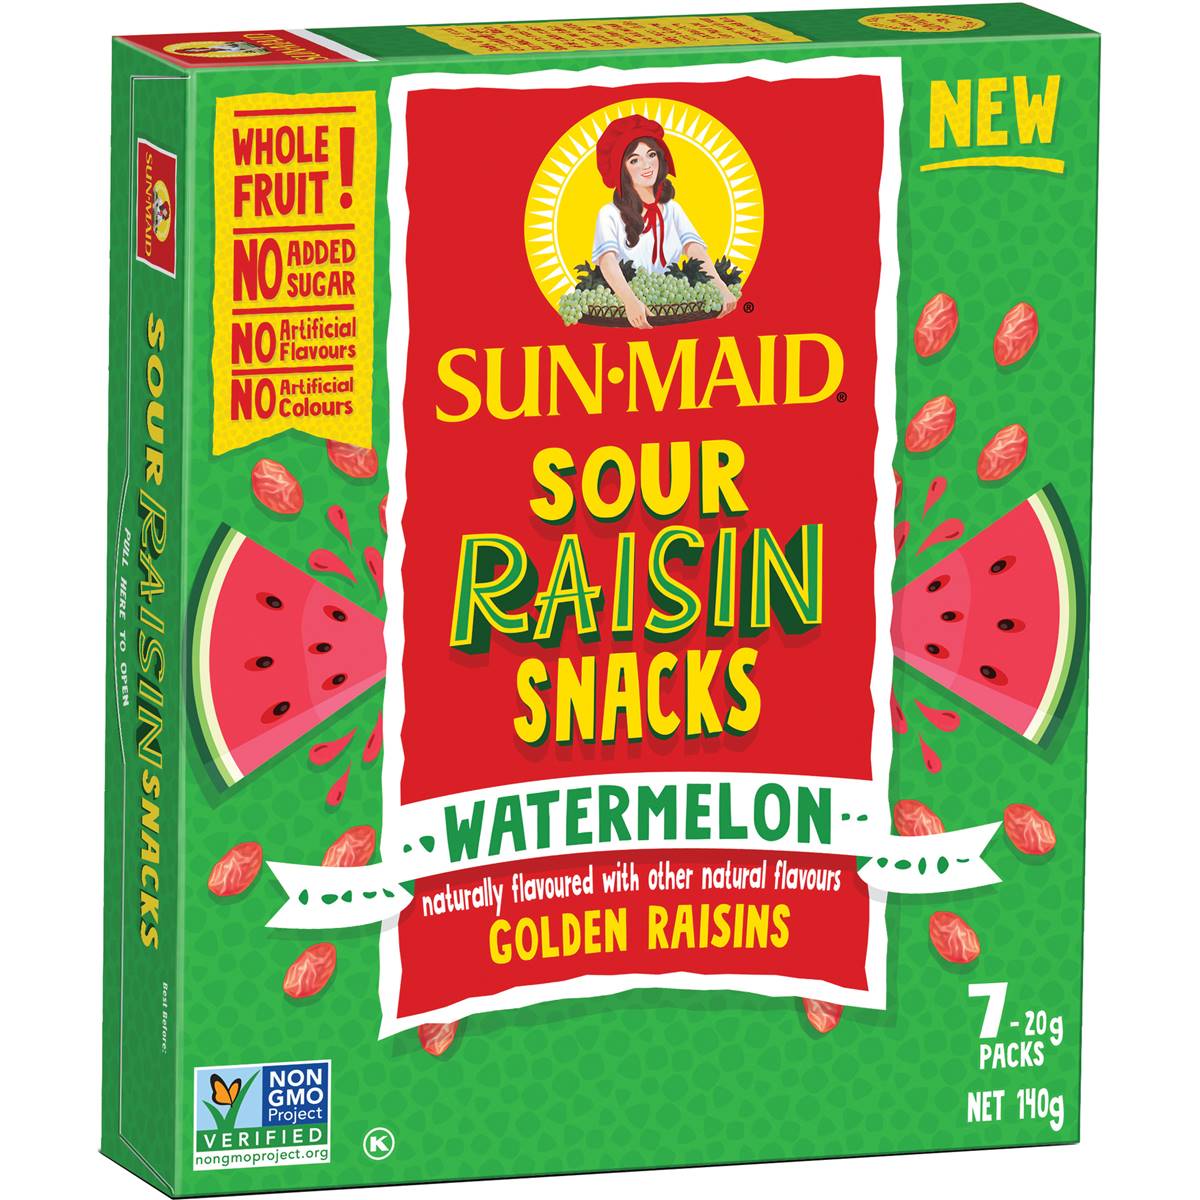 WHOLE
FRUIT!
NO ADDED
SUGAR
NO Artificial
Flavours
NO Artificial
Colours
NEW
SUN•MAID®
SOUR
RAISIN
SNACKS
WATERMELON
naturally flavoured with other natural flavours
GOLDEN RAISINS
7-20g
PACKS
NET 140g
NON
GMO
Project
VERIFIED
nongmoproject.org
K
SUN•MAID
SUN•MAID
SOUR RAISIN SNACKS
PULL HERE TO OPEN
Best Before: